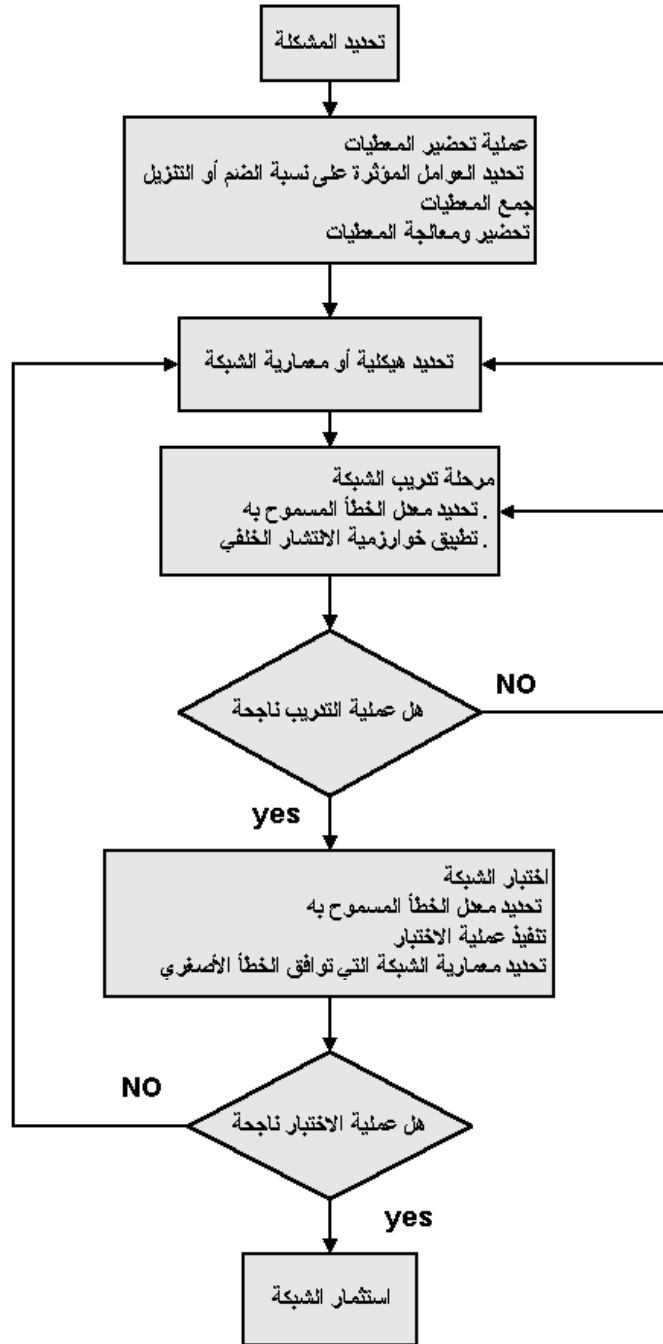 تحديد المشكلة
عملية تحضير المعطيات
تحديد العوامل المؤثرة على نسبة الضم أو التنزيل
جمع المعطيات
تحضير ومعالجة المعطيات
تحديد هيكلية أو معمارية الشبكة
مرحلة تدريب الشبكة
. تحديد معدل الخطأ المسموح به
. تطبيق خوارزمية الانتشار الخلفي
هل عملية التدريب ناجحة
NO
yes
اختبار الشبكة
تحديد معدل الخطأ المسموح به
تنفيذ عملية الاختبار
تحديد معمارية الشبكة التي توافق الخطأ الأصغري
هل عملية الاختبار ناجحة
NO
yes
استثمار الشبكة